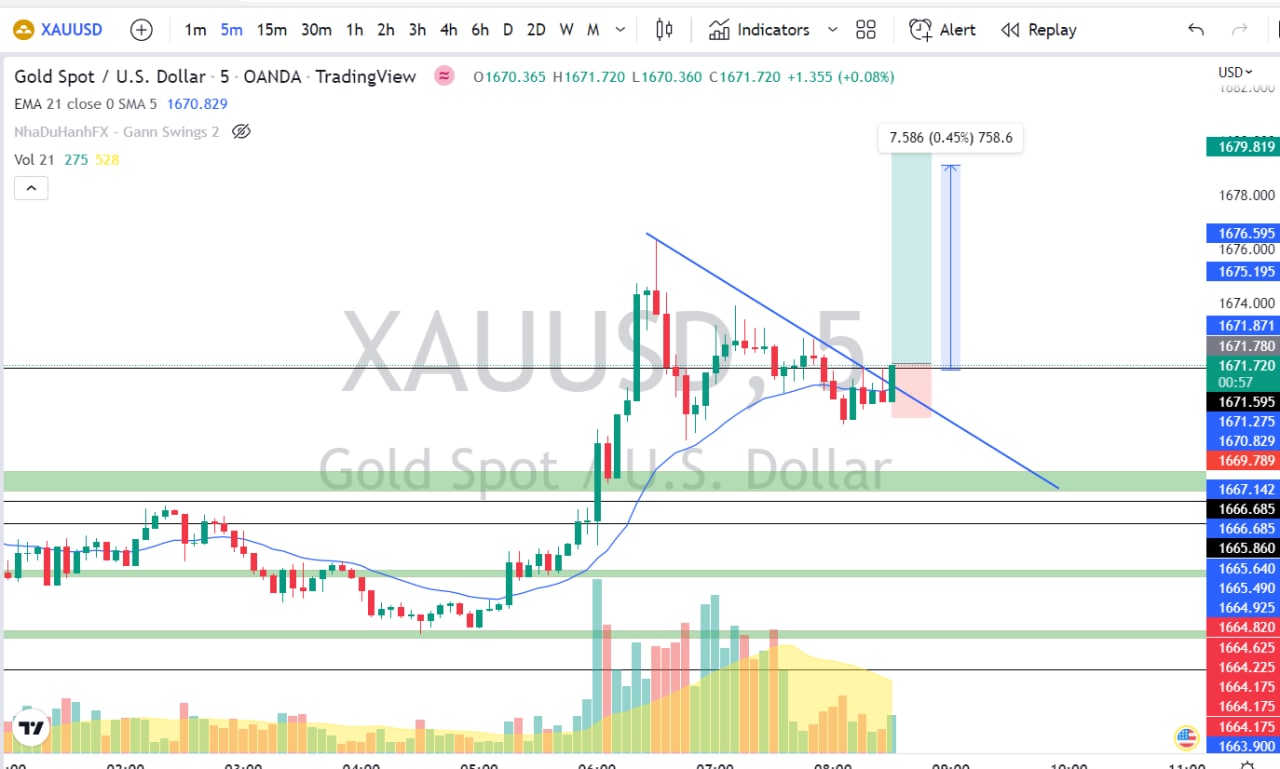 XAUUSD 1m 5m 15m 30m 1h 2h 3h 4h 6h D 2D W M Indicators Alert Replay
Gold Spot / U.S. Dollar · 5 · OANDA · TradingView O1670.365 H1671.720 L1670.360 C1671.720 +1.355 (+0.08%)
USD
1682.000
EMA 21 close 0 SMA 5 1670.829
NhaDuHanhFX - Gann Swings 2
Vol 21 275 528
7.586 (0.45%) 758.6
1679.819
1678.000
1676.595
1676.000
1675.195
1674.000
XAUUSD, 5
Gold Spot / U.S. Dollar
1671.871
1671.780
1671.720
00:57
1671.595
1671.275
1670.829
1669.789
1667.142
1666.685
1666.685
1665.860
1665.640
1665.490
1664.925
1664.820
1664.625
1664.225
1664.175
1664.175
1664.175
1663.900
02:00 03:00 04:00 05:00 06:00 07:00 08:00 09:00 10:00 11:00